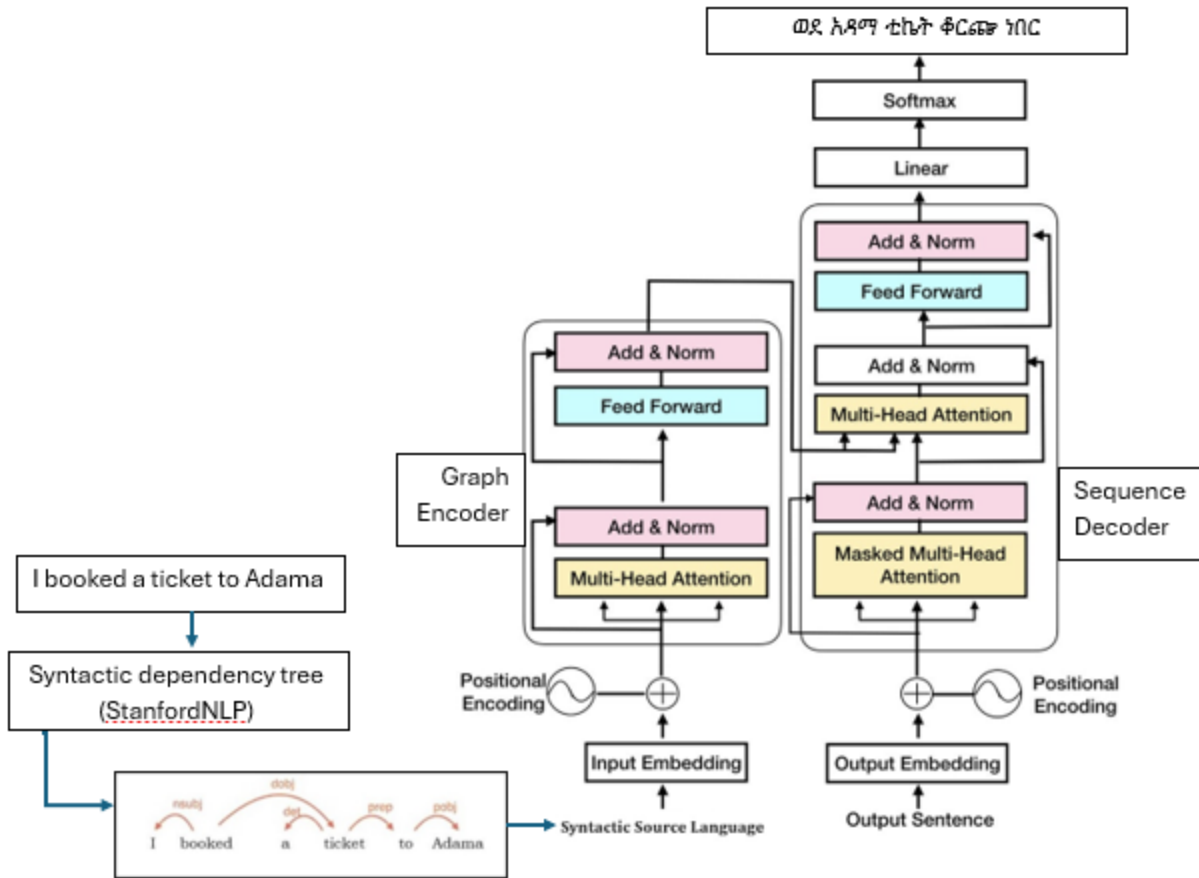 ወደ አዳማ ቲኬት ቆርጬ ነበር
Softmax
Linear
Add & Norm
Feed Forward
Add & Norm
Multi-Head Attention
Add & Norm
Masked Multi-Head
Attention
Sequence
Decoder
Positional
Encoding
Output Embedding
Output Sentence
Add & Norm
Feed Forward
Graph
Encoder
Add & Norm
Multi-Head Attention
Positional
Encoding
Input Embedding
Syntactic Source Language
I booked a ticket to Adama
Syntactic dependency tree
(StanfordNLP)
nsubj dobj det prep pobj
I booked a ticket to Adama